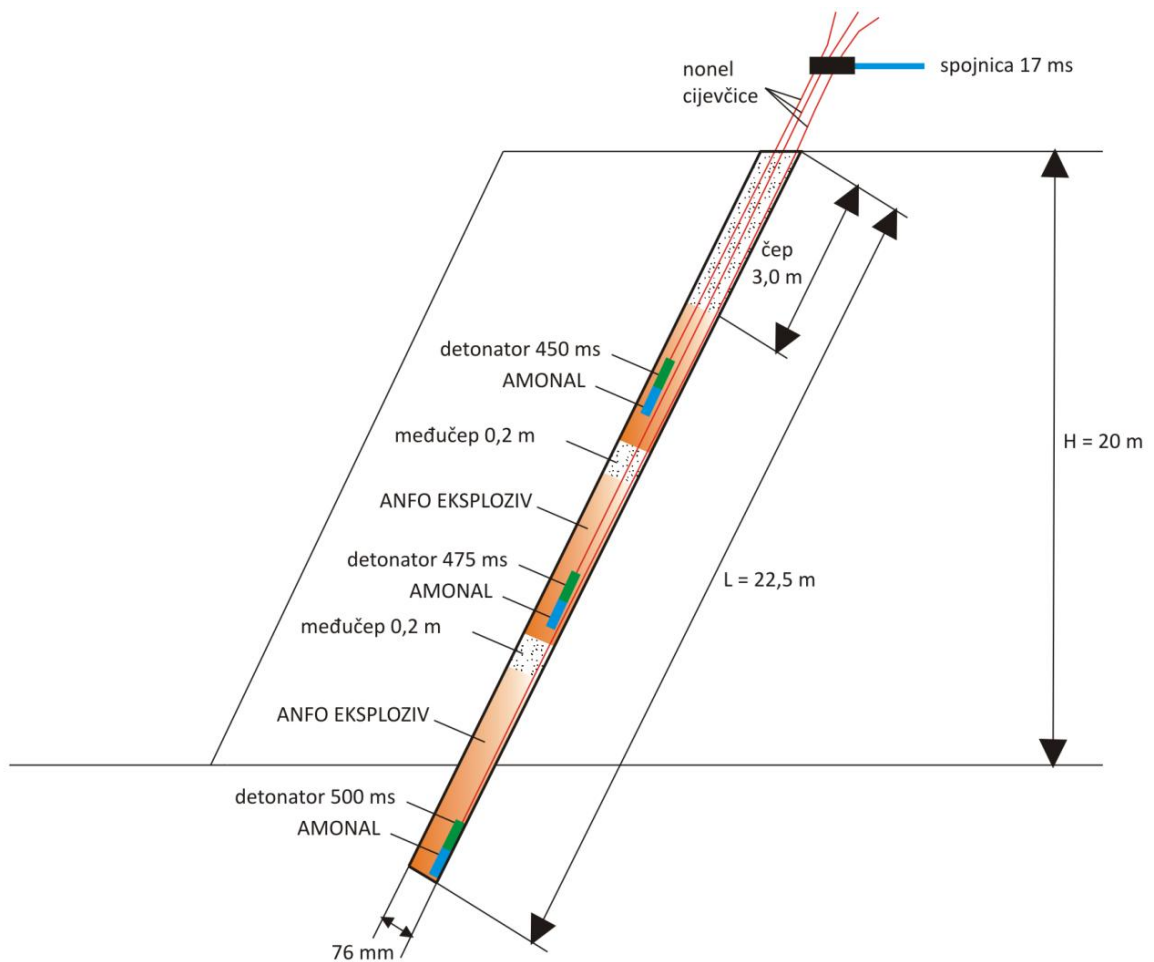 nonel
cijevčice
spojnica 17 ms
čep
3,0 m
detonator 450 ms
AMONAL
međučep 0,2 m
H = 20 m
ANFO EKSPLOZIV
detonator 475 ms
AMONAL
L = 22,5 m
međučep 0,2 m
ANFO EKSPLOZIV
detonator 500 ms
AMONAL
76 mm